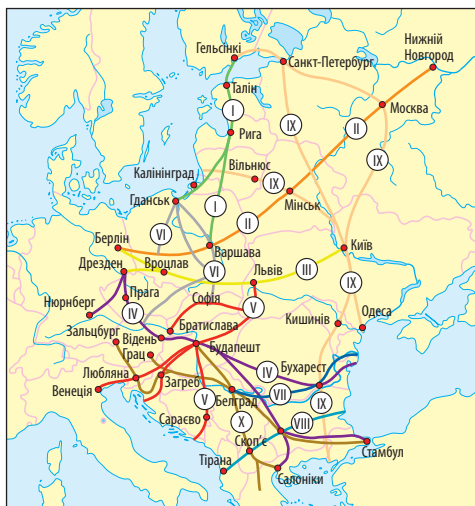 Гельсінкі
Санкт-Петербург
Нижній
Новгород
Талін
Москва
I
IX
II
Рига
IX
Вільнюс
Калінінград
IX
Гданськ
I
Мінськ
II
VI
Берлін
Варшава
Київ
Дрезден
Вроцлав
VI
Львів
III
IX
Прага
Софія
Нюрнберг
IV
V
Зальцбург
Відень
Братислава
Кишинів
Одеса
Грац
Будапешт
Любляна
Загреб
IV
Бухарест
Венеція
V
Белград
VII
IX
Сараєво
X
VIII
Скоп'є
Стамбул
Тірана
Салоніки